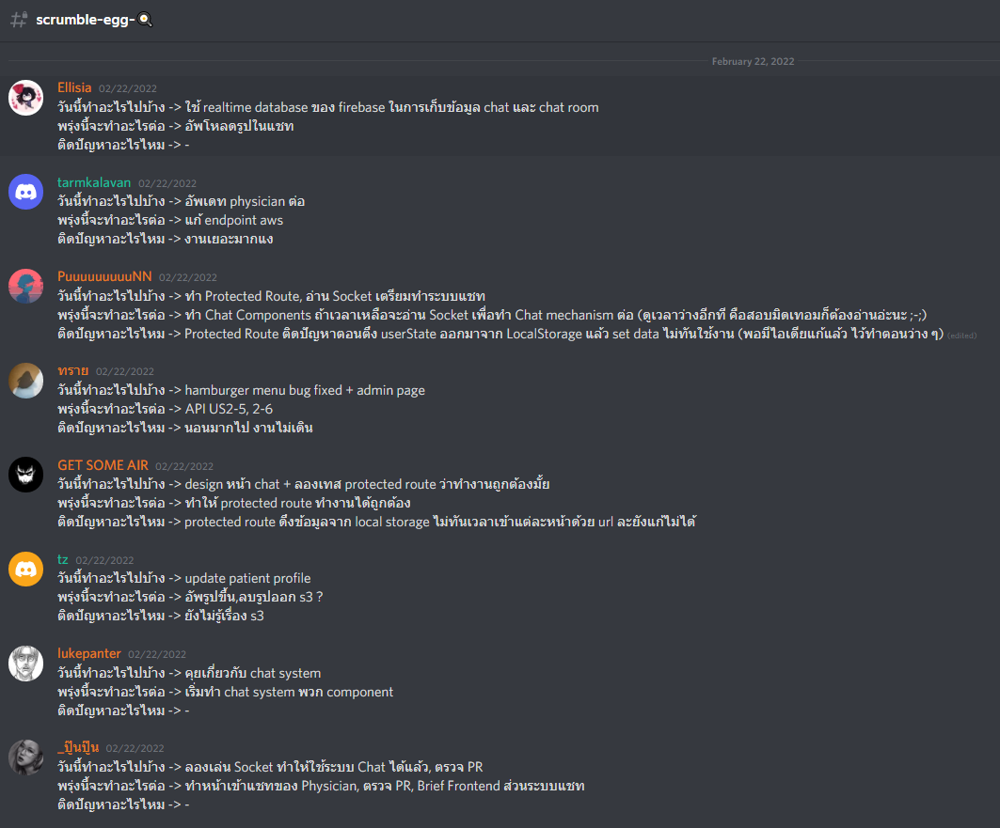 scrumble-egg-🍳
February 22, 2022
Ellisia 02/22/2022
วันนี้ทำอะไรไปบ้าง -> ใช้ realtime database ของ firebase ในการเก็บข้อมูล chat และ chat room
พรุ่งนี้จะทำอะไรต่อ -> อัพโหลดรูปในแชท
ติดปัญหาอะไรไหม -> -
tarmkalavan 02/22/2022
วันนี้ทำอะไรไปบ้าง -> อัพเดท physician ต่อ
พรุ่งนี้จะทำอะไรต่อ -> แก้ endpoint aws
ติดปัญหาอะไรไหม -> งานเยอะมากแง
PuuuuuuuuuNN 02/22/2022
วันนี้ทำอะไรไปบ้าง -> ทำ Protected Route, อ่าน Socket เตรียมทำระบบแชท
พรุ่งนี้จะทำอะไรต่อ -> ทำ Chat Components ถ้าเวลาเหลือจะอ่าน Socket เพื่อทำ Chat mechanism ต่อ (ดูเวลาว่างอีกที คือสอบมิดเทอมก็ต้องอ่านอ่ะนะ ;-;)
ติดปัญหาอะไรไหม -> Protected Route ติดปัญหาตอนดึง userState ออกมาจาก LocalStorage แล้ว set data ไม่ทันใช้งาน (พอมีไอเดียแก้แล้ว ไว้ทำตอนว่าง ๆ) (edited)
ทราย 02/22/2022
วันนี้ทำอะไรไปบ้าง -> hamburger menu bug fixed + admin page
พรุ่งนี้จะทำอะไรต่อ -> API US2-5, 2-6
ติดปัญหาอะไรไหม -> นอนมากไป งานไม่เดิน
GET SOME AIR 02/22/2022
วันนี้ทำอะไรไปบ้าง -> design หน้า chat + ลองเทส protected route ว่าทำงานถูกต้องมั้ย
พรุ่งนี้จะทำอะไรต่อ -> ทำให้ protected route ทำงานได้ถูกต้อง
ติดปัญหาอะไรไหม -> protected route ดึงข้อมูลจาก local storage ไม่ทันเวลาเข้าแต่ละหน้าด้วย url ละยังแก้ไม่ได้
tz 02/22/2022
วันนี้ทำอะไรไปบ้าง -> update patient profile
พรุ่งนี้จะทำอะไรต่อ -> อัพรูปขึ้น,ลบรูปออก s3 ?
ติดปัญหาอะไรไหม -> ยังไม่รู้เรื่อง s3
lukepanter 02/22/2022
วันนี้ทำอะไรไปบ้าง -> คุยเกี่ยวกับ chat system
พรุ่งนี้จะทำอะไรต่อ -> เริ่มทำ chat system พวก component
ติดปัญหาอะไรไหม -> -
_ปุ๊นปุ๊น 02/22/2022
วันนี้ทำอะไรไปบ้าง -> ลองเล่น Socket ทำให้ใช้ระบบ Chat ได้แล้ว, ตรวจ PR
พรุ่งนี้จะทำอะไรต่อ -> ทำหน้าเข้าแชทของ Physician, ตรวจ PR, Brief Frontend ส่วนระบบแชท
ติดปัญหาอะไรไหม -> -